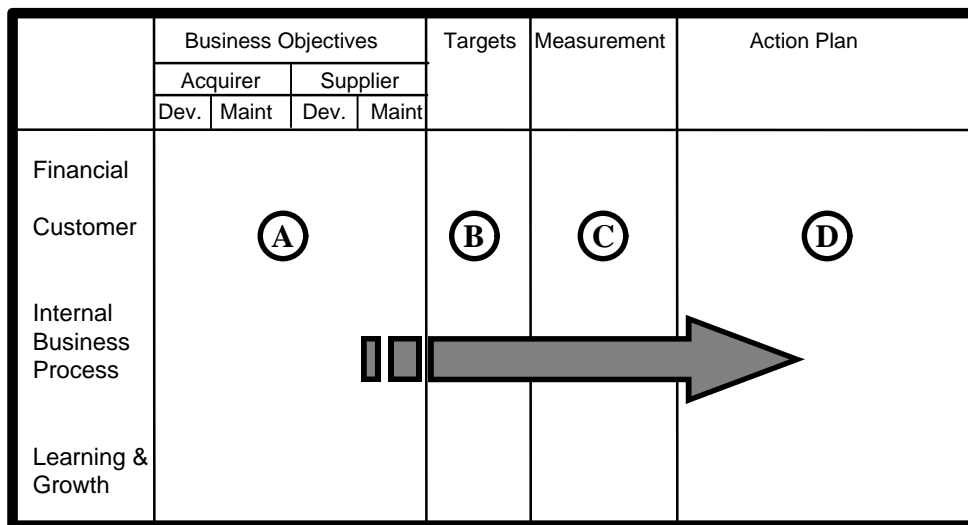 Business Objectives Targets Measurement Action Plan
Acquirer Supplier
Dev. Maint Dev. Maint
Financial
Customer
A B C D
Internal
Business
Process
Learning &
Growth